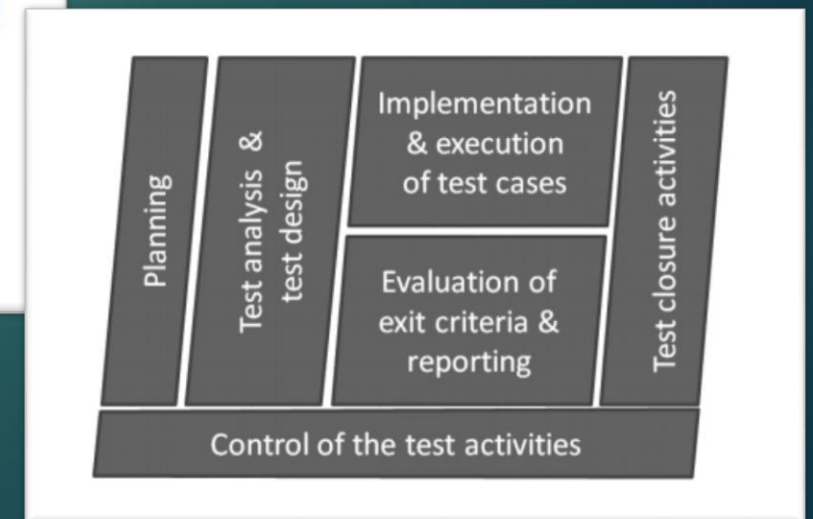 Planning
Test analysis &
test design
Implementation
& execution
of test cases
Evaluation of
exit criteria &
reporting
Test closure activities
Control of the test activities